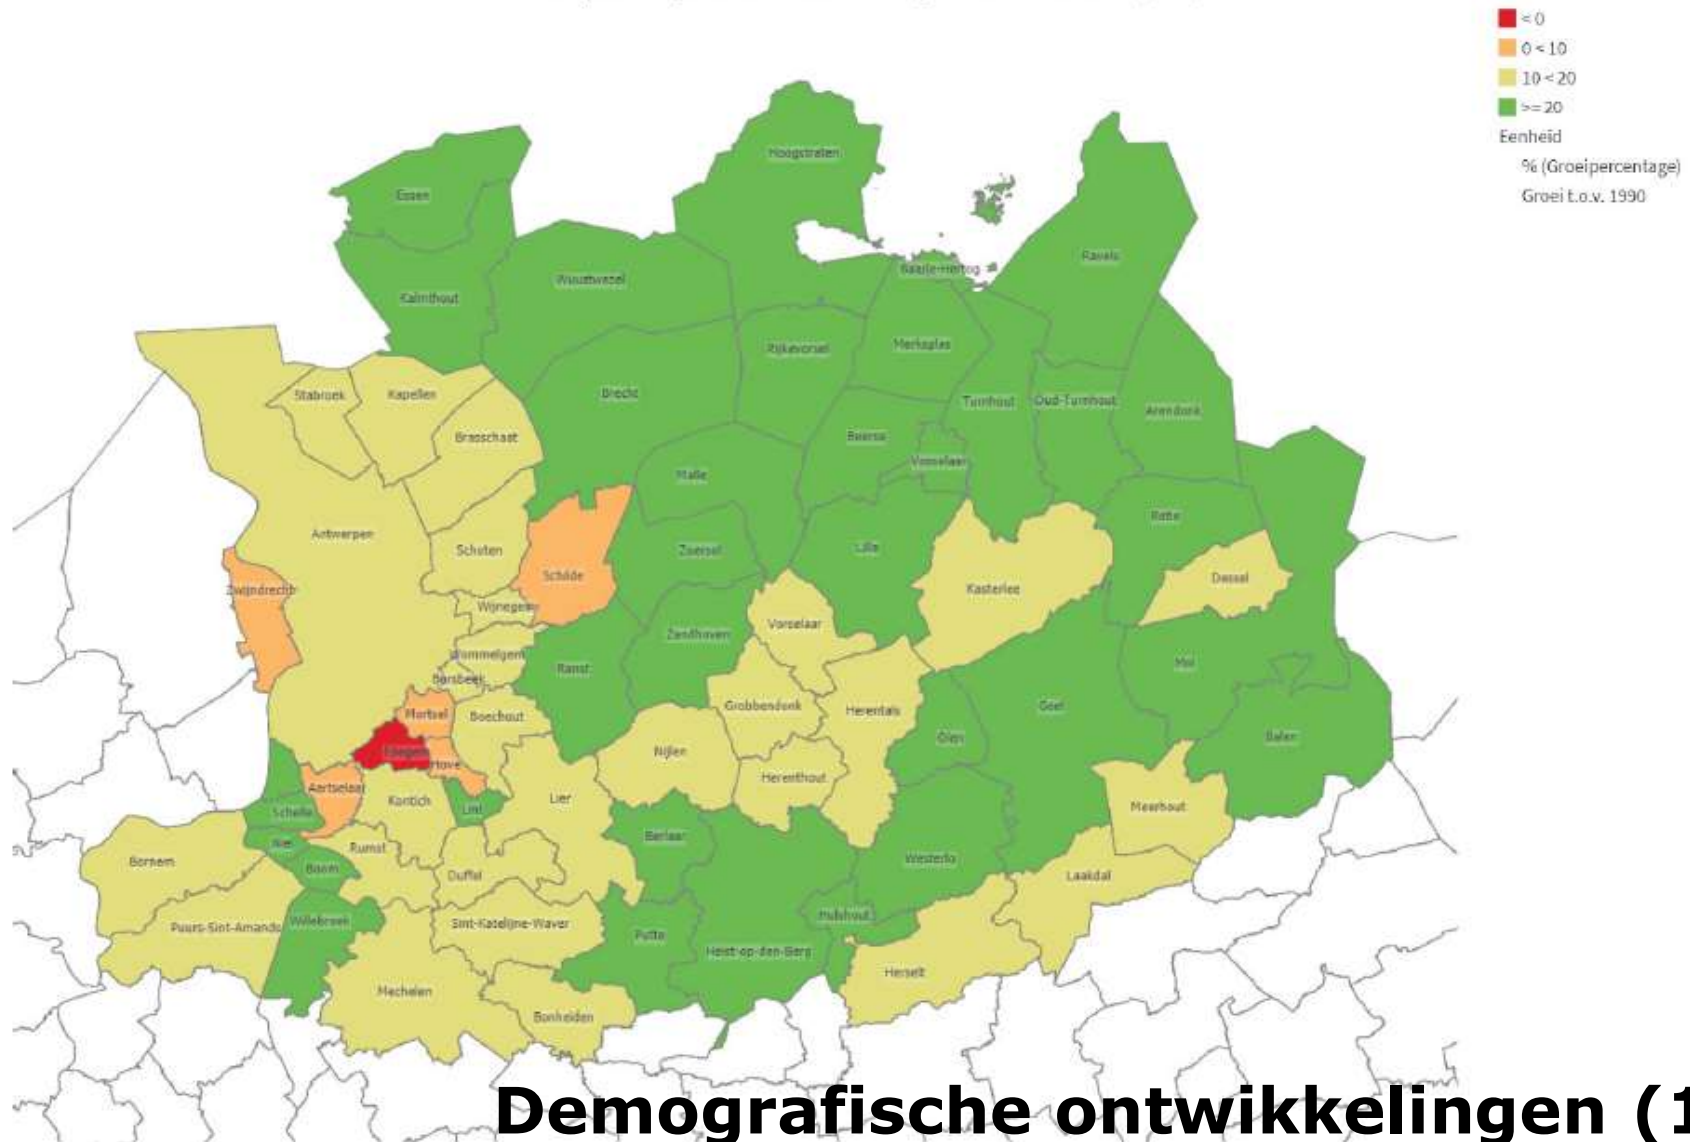 < 0
0 < 10
10 < 20
>= 20
Eenheid
% (Groeipercentage)
Groei t.o.v. 1990
Hoogstraten
Essen
Ravels
Baarle-Hertog
Wuustwezel
Kalmthout
Rijkevorsel
Merksplas
Stabroek
Kapellen
Brecht
Turnhout
Oud-Turnhout
Arendonk
Brasschaat
Beerse
Vosselaar
Malle
Retie
Antwerpen
Schoten
Zoersel
Lille
Schilde
Dessel
Zwijndrecht
Kasterlee
Wijnegem
Vorselaar
Zandhoven
Wommelgem
Ranst
Mol
Borsbeek
Grobbendonk
Herentals
Geel
Mortsel
Boechout
Olen
Balen
Edegem
Nijlen
Hove
Herenthout
Aartselaar
Kontich
Lier
Meerhout
Schelle
Lint
Berlaar
Niel
Rumst
Bornem
Westerlo
Boom
Duffel
Laakdal
Hulshout
Willebroek
Puurs-Sint-Amands
Sint-Katelijne-Waver
Putte
Heist-op-den-Berg
Herselt
Mechelen
Bonheiden
Demografische ontwikkelingen (1